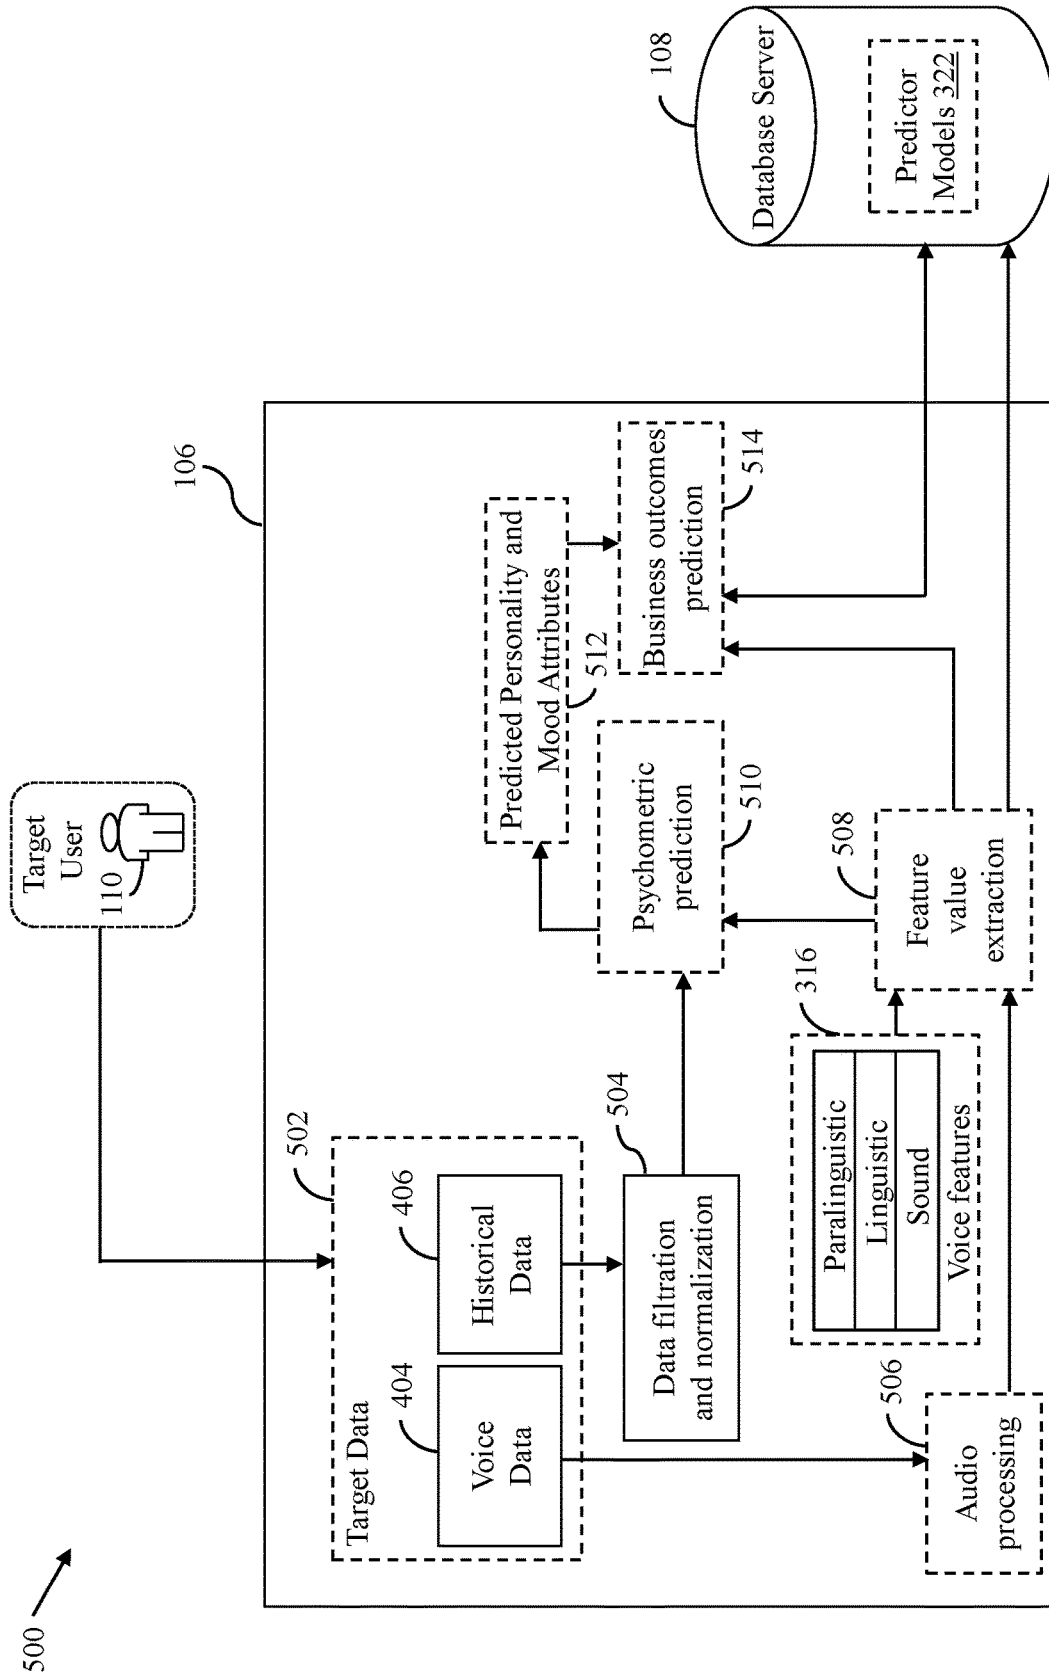 500
Target
User
110
106
Target Data
502
404
406
Voice
Data
Historical
Data
504
Data filtration
and normalization
Predicted Personality and
Mood Attributes
512
Psychometric
prediction
510
Business outcomes
prediction
514
506
Audio
processing
316
Paralinguistic
Linguistic
Sound
Voice features
508
Feature
value
extraction
108
Database Server
Predictor
Models 322